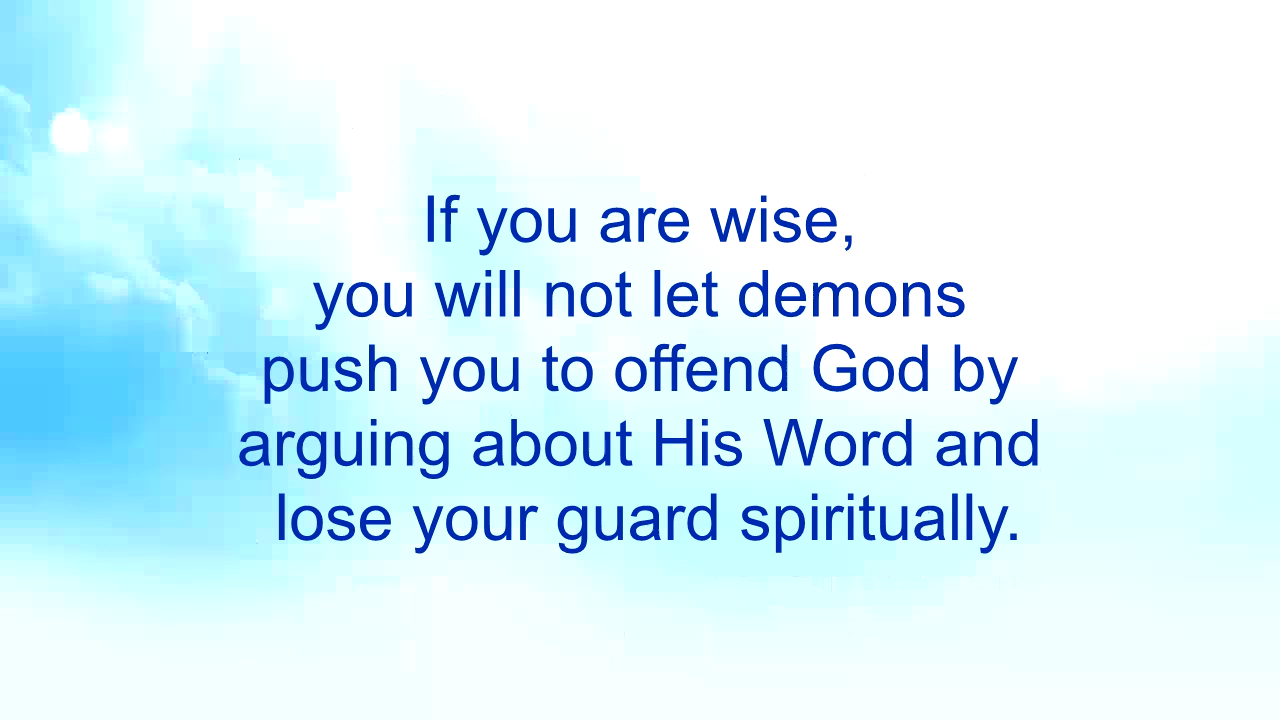 If you are wise,
you will not let demons
push you to offend God by
arguing about His Word and
lose your guard spiritually.